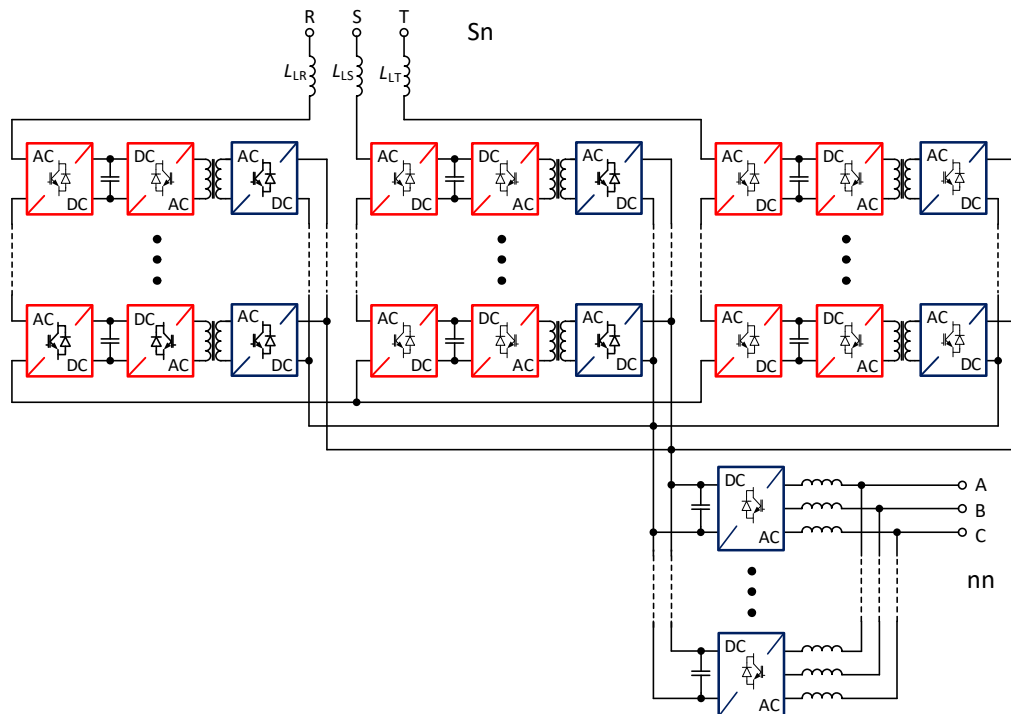 R S T
Sn
LLR LLS LLT
AC DC AC AC DC AC AC DC AC
DC AC DC DC AC DC DC AC DC
AC DC AC AC DC AC AC DC AC
DC AC DC DC AC DC DC AC DC
DC A
B
AC C
nn
DC
AC